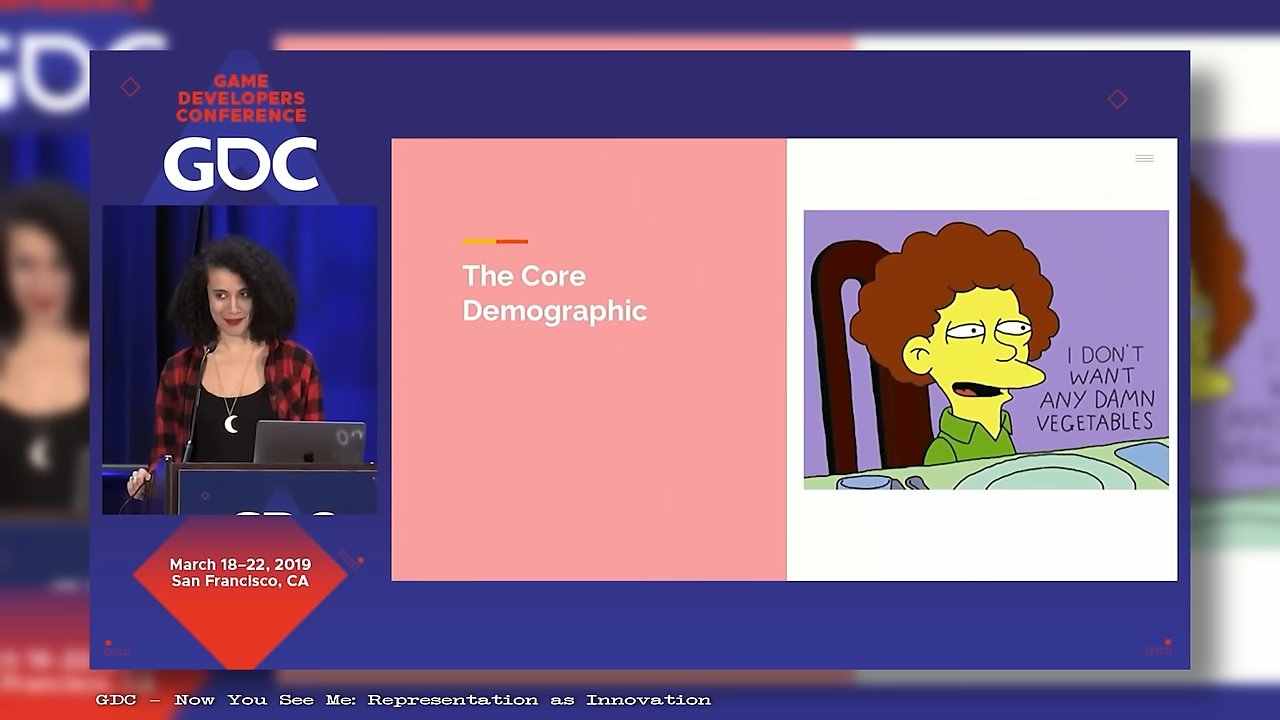 GAME
DEVELOPERS
CONFERENCE
GDC
The Core
Demographic
I DON'T
WANT
ANY DAMN
VEGETABLES
March 18–22, 2019
San Francisco, CA
GDC – Now You See Me: Representation as Innovation